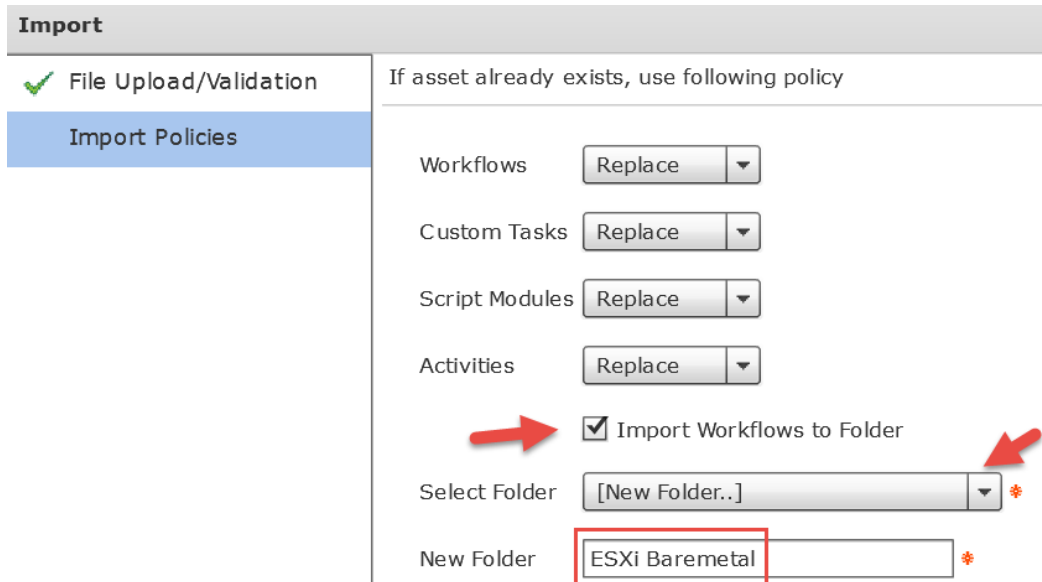 Import
File Upload/Validation
Import Policies
If asset already exists, use following policy
Workflows Replace
Custom Tasks Replace
Script Modules Replace
Activities Replace
Import Workflows to Folder
Select Folder [New Folder..] *
New Folder ESXi Baremetal *